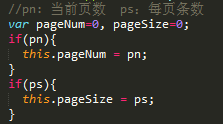 //pn: 当前页数  ps；每页条数
var pageNum=0, pageSize=0;
if(pn){
  this.pageNum = pn;
}
if(ps){
  this.pageSize = ps;
}